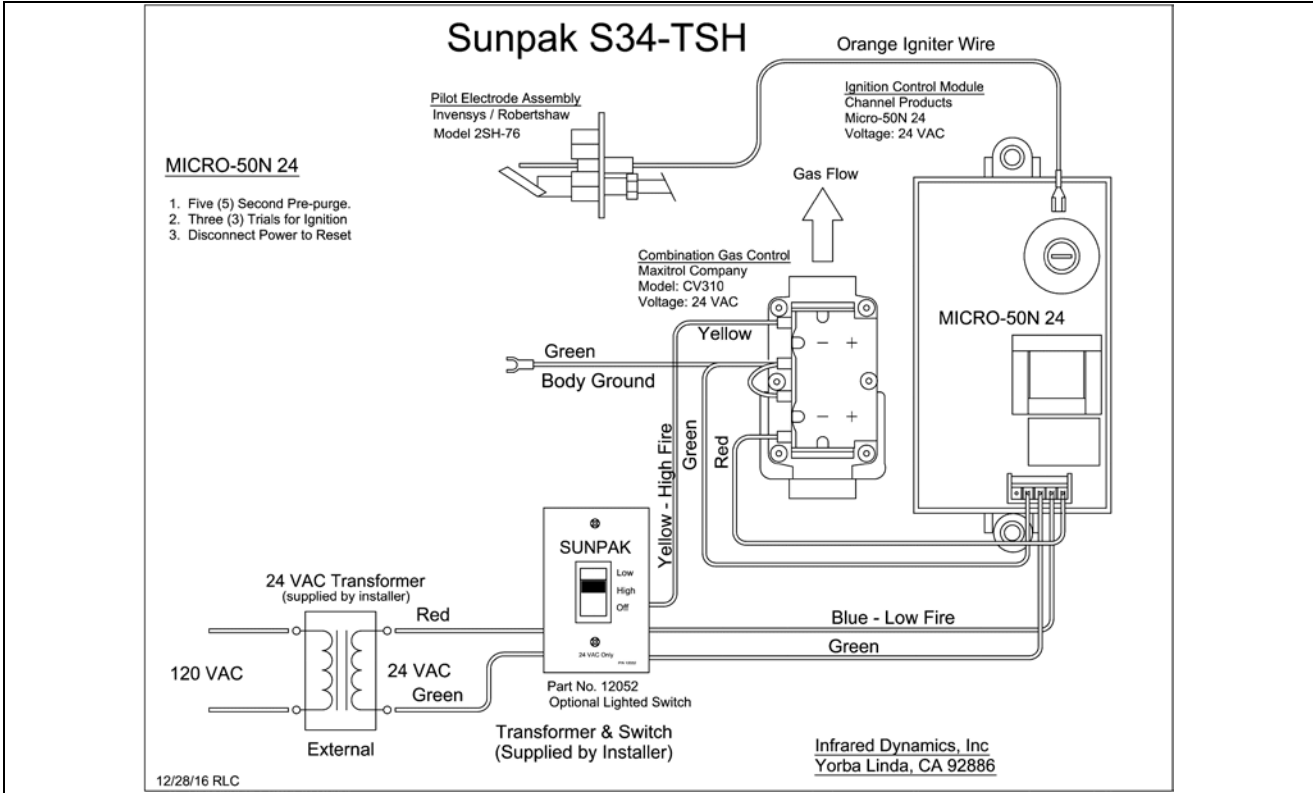 Sunpak S34-TSH
Orange Igniter Wire
Pilot Electrode Assembly
Invensys / Robertshaw
Model 2SH-76
Ignition Control Module
Channel Products
Micro-50N 24
Voltage: 24 VAC
MICRO-50N 24
1. Five (5) Second Pre-purge.
2. Three (3) Trials for Ignition
3. Disconnect Power to Reset
Gas Flow
Combination Gas Control
Maxitrol Company
Model: CV310
Voltage: 24 VAC
MICRO-50N 24
Yellow
Green
Body Ground
Yellow - High Fire
Green
Red
SUNPAK
Low
High
Off
24 VAC Only
24 VAC Transformer
(supplied by installer)
Red
120 VAC
24 VAC
Green
External
Blue - Low Fire
Green
Part No. 12052
Optional Lighted Switch
Transformer & Switch
(Supplied by Installer)
Infrared Dynamics, Inc
Yorba Linda, CA 92886
12/28/16 RLC